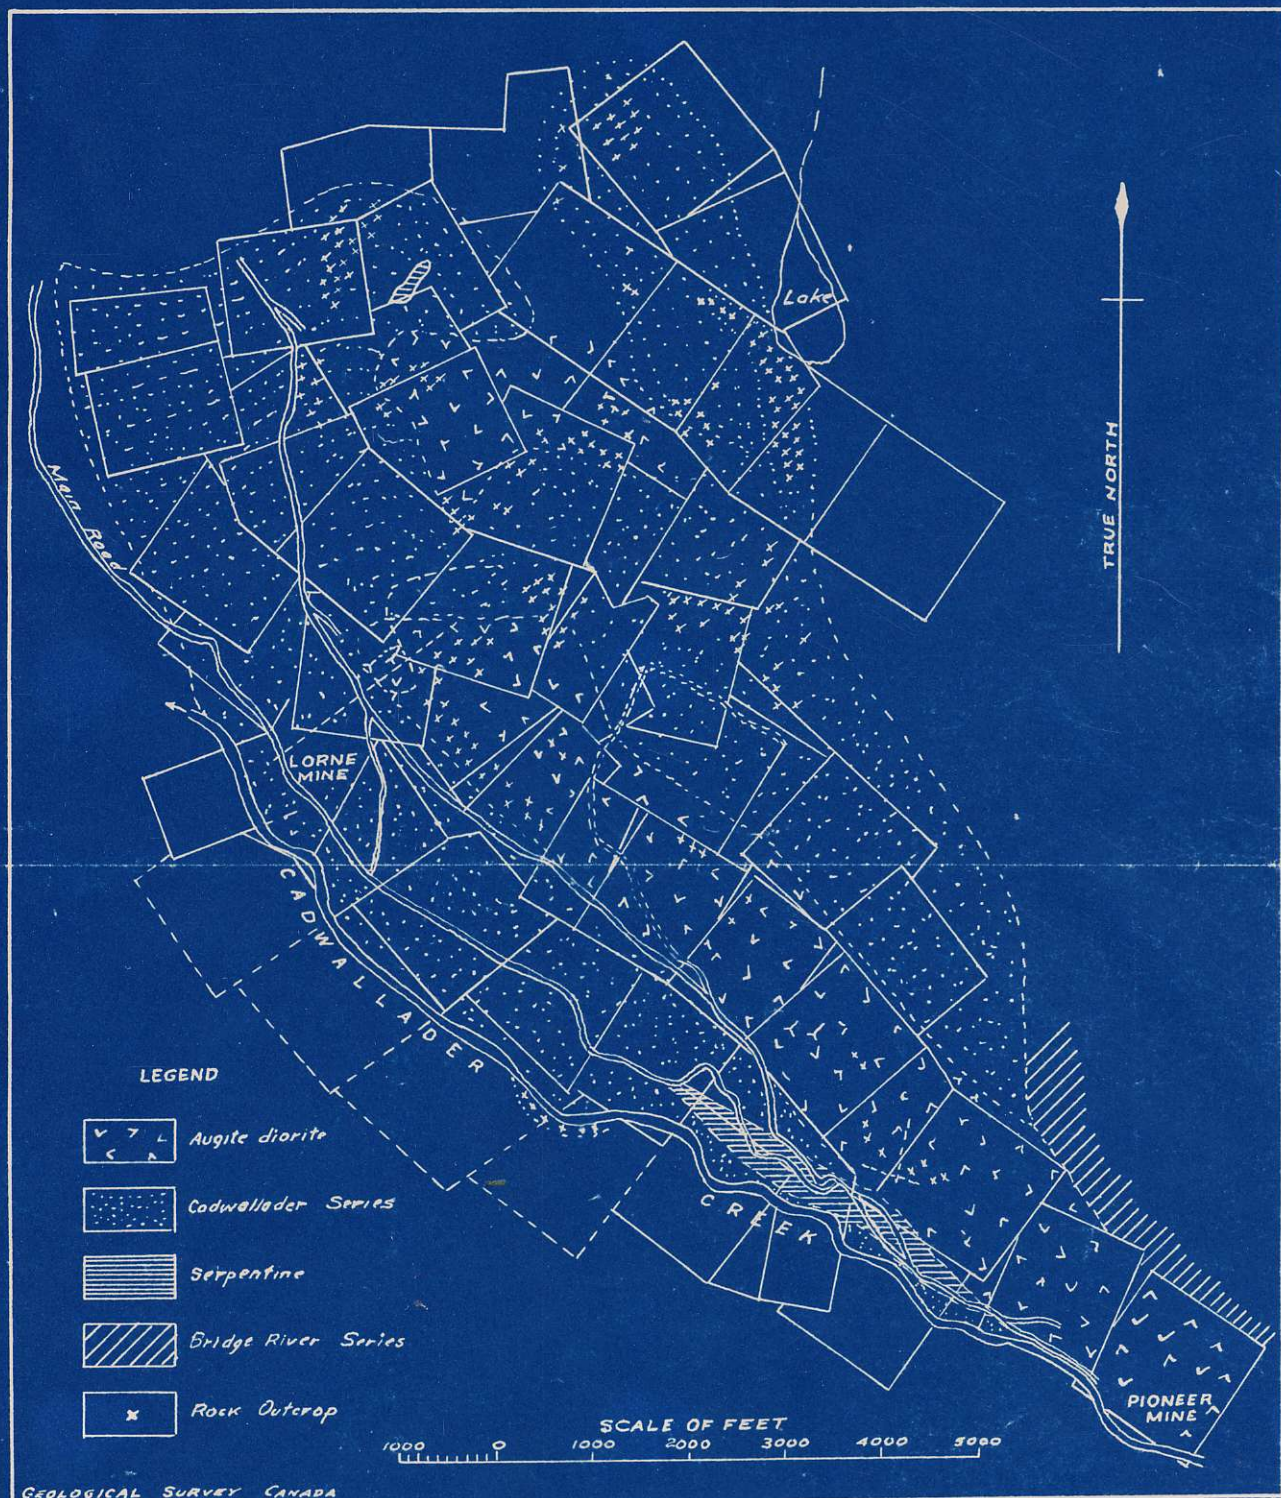 Lake
TRUE NORTH
Main Road
LORNE
MINE
CADWALLADER
CREEK
LEGEND
Augite diorite
Cadwallader Series
Serpentine
Bridge River Series
Rock Outcrop
PIONEER
MINE
SCALE OF FEET
1000 0 1000 2000 3000 4000 5000
GEOLOGICAL SURVEY CANADA